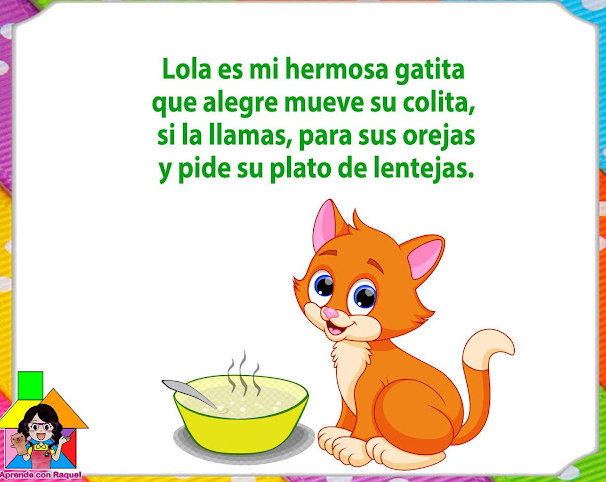 Lola es mi hermosa gatita
que alegre mueve su colita,
si la llamas, para sus orejas
y pide su plato de lentejas.
Aprende con Raquel